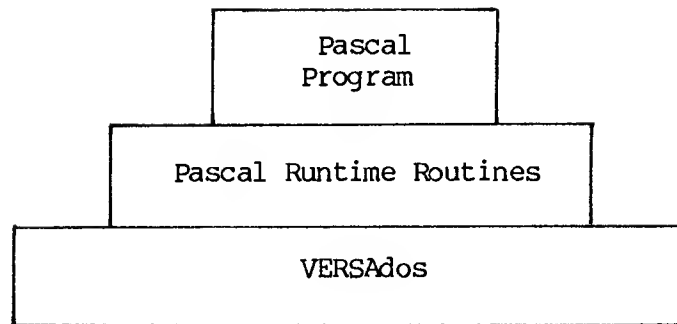 Pascal
Program
Pascal Runtime Routines
VERSAdos